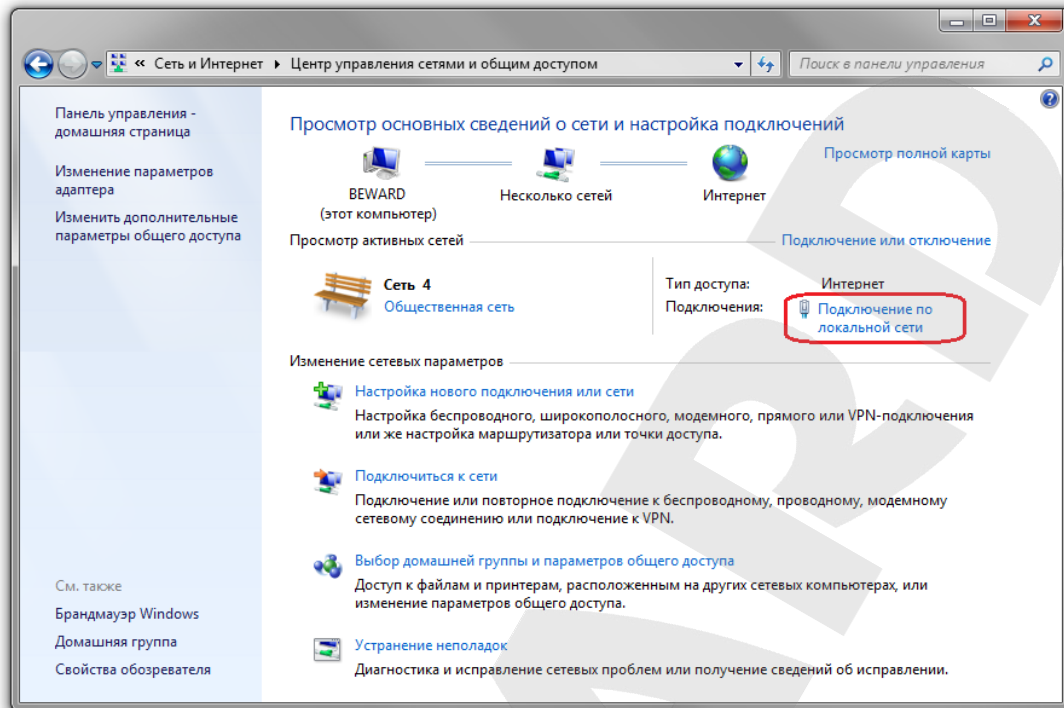 « Сеть и Интернет ▸ Центр управления сетями и общим доступом
Поиск в панели управления
Панель управления -
домашняя страница
Изменение параметров
адаптера
Изменить дополнительные
параметры общего доступа
См. также
Брандмауэр Windows
Домашняя группа
Свойства обозревателя
Просмотр основных сведений о сети и настройка подключений
Просмотр полной карты
BEWARD
(этот компьютер)
Несколько сетей
Интернет
Просмотр активных сетей
Подключение или отключение
Сеть 4
Общественная сеть
Тип доступа: Интернет
Подключения: Подключение по
локальной сети
Изменение сетевых параметров
Настройка нового подключения или сети
Настройка беспроводного, широкополосного, модемного, прямого или VPN-подключения
или же настройка маршрутизатора или точки доступа.
Подключиться к сети
Подключение или повторное подключение к беспроводному, проводному, модемному
сетевому соединению или подключение к VPN.
Выбор домашней группы и параметров общего доступа
Доступ к файлам и принтерам, расположенным на других сетевых компьютерах, или
изменение параметров общего доступа.
Устранение неполадок
Диагностика и исправление сетевых проблем или получение сведений об исправлении.